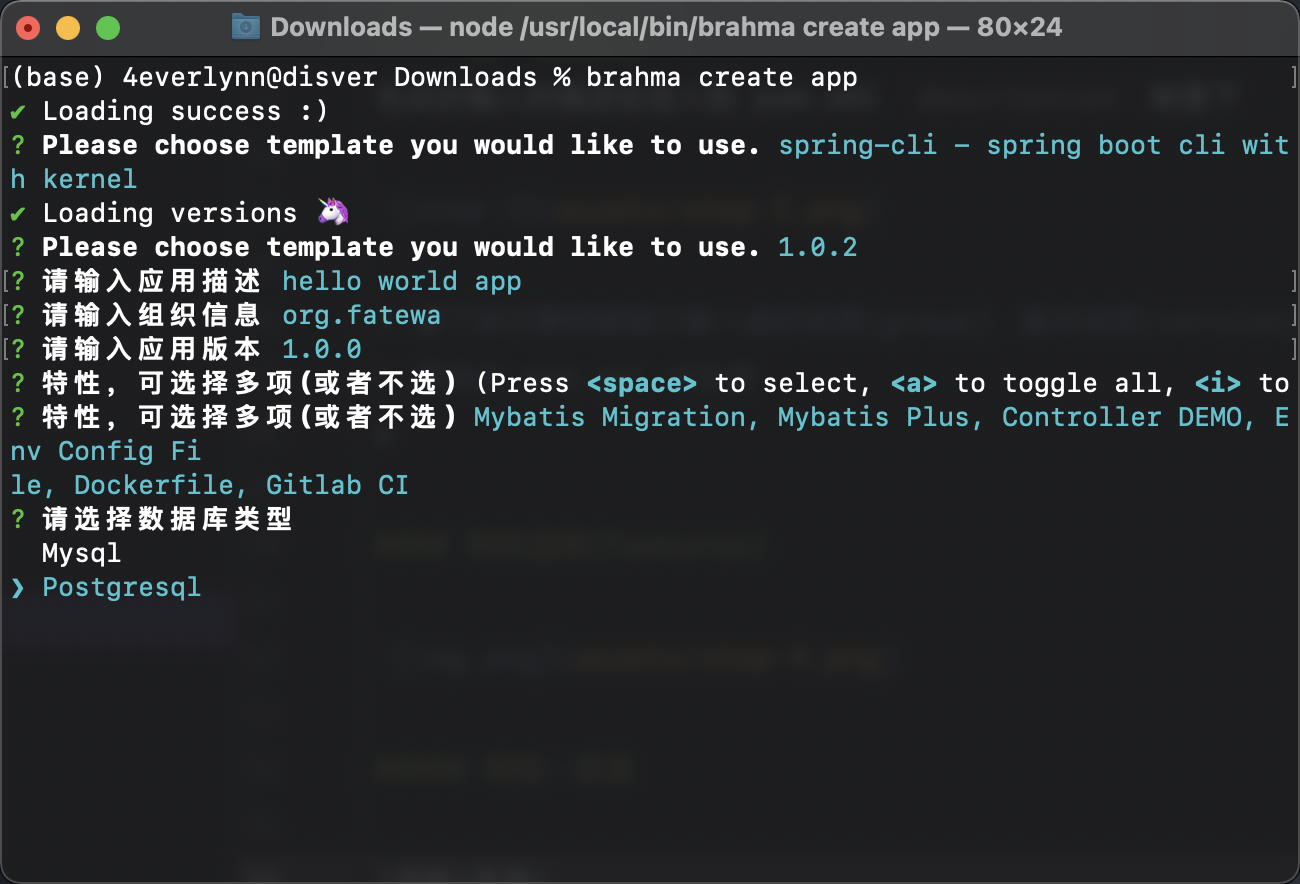 Downloads — node /usr/local/bin/brahma create app — 80×24
[(base) 4everlynn@disver Downloads % brahma create app ]
✔ Loading success :)
? Please choose template you would like to use. spring-cli - spring boot cli wit
h kernel
✔ Loading versions 🦄
? Please choose template you would like to use. 1.0.2
[? 请输入应用描述 hello world app ]
[? 请输入组织信息 org.fatewa ]
[? 请输入应用版本 1.0.0 ]
? 特性, 可选择多项(或者不选) (Press <space> to select, <a> to toggle all, <i> to
? 特性, 可选择多项(或者不选) Mybatis Migration, Mybatis Plus, Controller DEMO, E
nv Config Fi
le, Dockerfile, Gitlab CI
? 请选择数据库类型
Mysql
❯ Postgresql